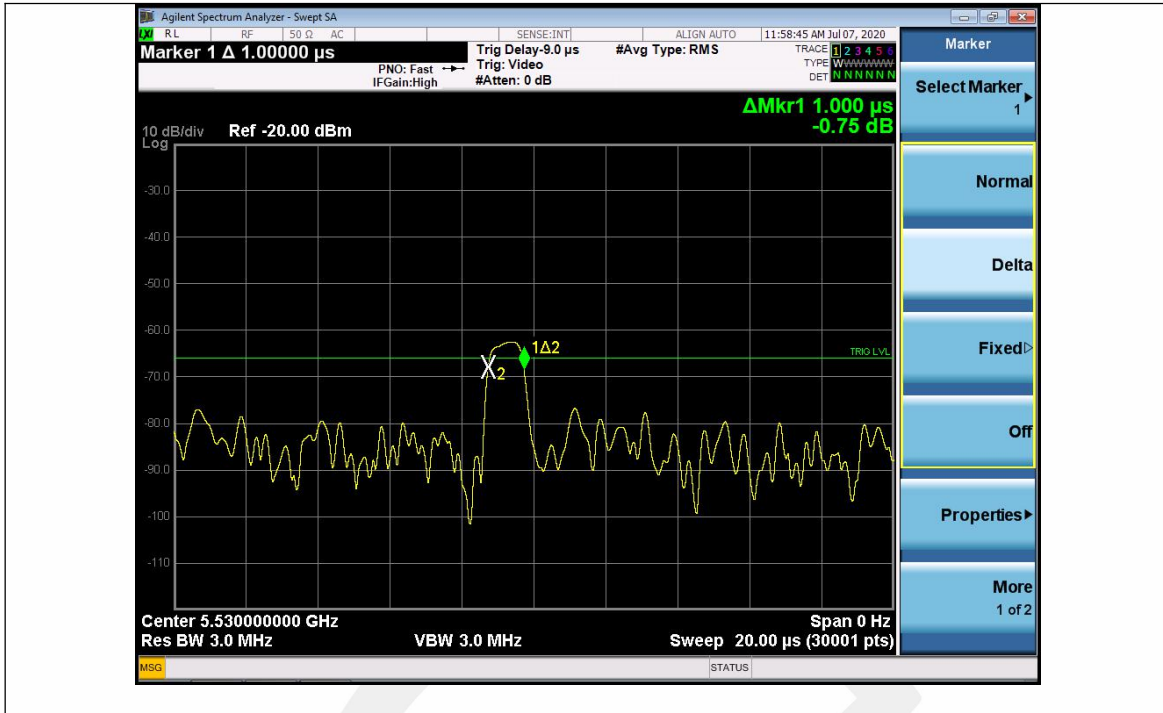 Agilent Spectrum Analyzer - Swept SA
LXI RL RF 50 Ω AC SENSE:INT ALIGN AUTO 11:58:45 AM Jul 07, 2020
Marker 1 Δ 1.00000 µs
PNO: Fast
IFGain:High
Trig Delay-9.0 µs
Trig: Video
#Atten: 0 dB
#Avg Type: RMS
TRACE 1 2 3 4 5 6
TYPE WWWWWW
DET N N N N N N
ΔMkr1 1.000 µs
-0.75 dB
10 dB/div Ref -20.00 dBm
Log
-30.0
-40.0
-50.0
-60.0
-70.0
-80.0
-90.0
-100
-110
1Δ2
X2
TRIG LVL
Center 5.530000000 GHz Span 0 Hz
Res BW 3.0 MHz VBW 3.0 MHz Sweep 20.00 µs (30001 pts)
MSG STATUS
Marker
Select Marker
1
Normal
Delta
Fixed
Off
Properties
More
1 of 2